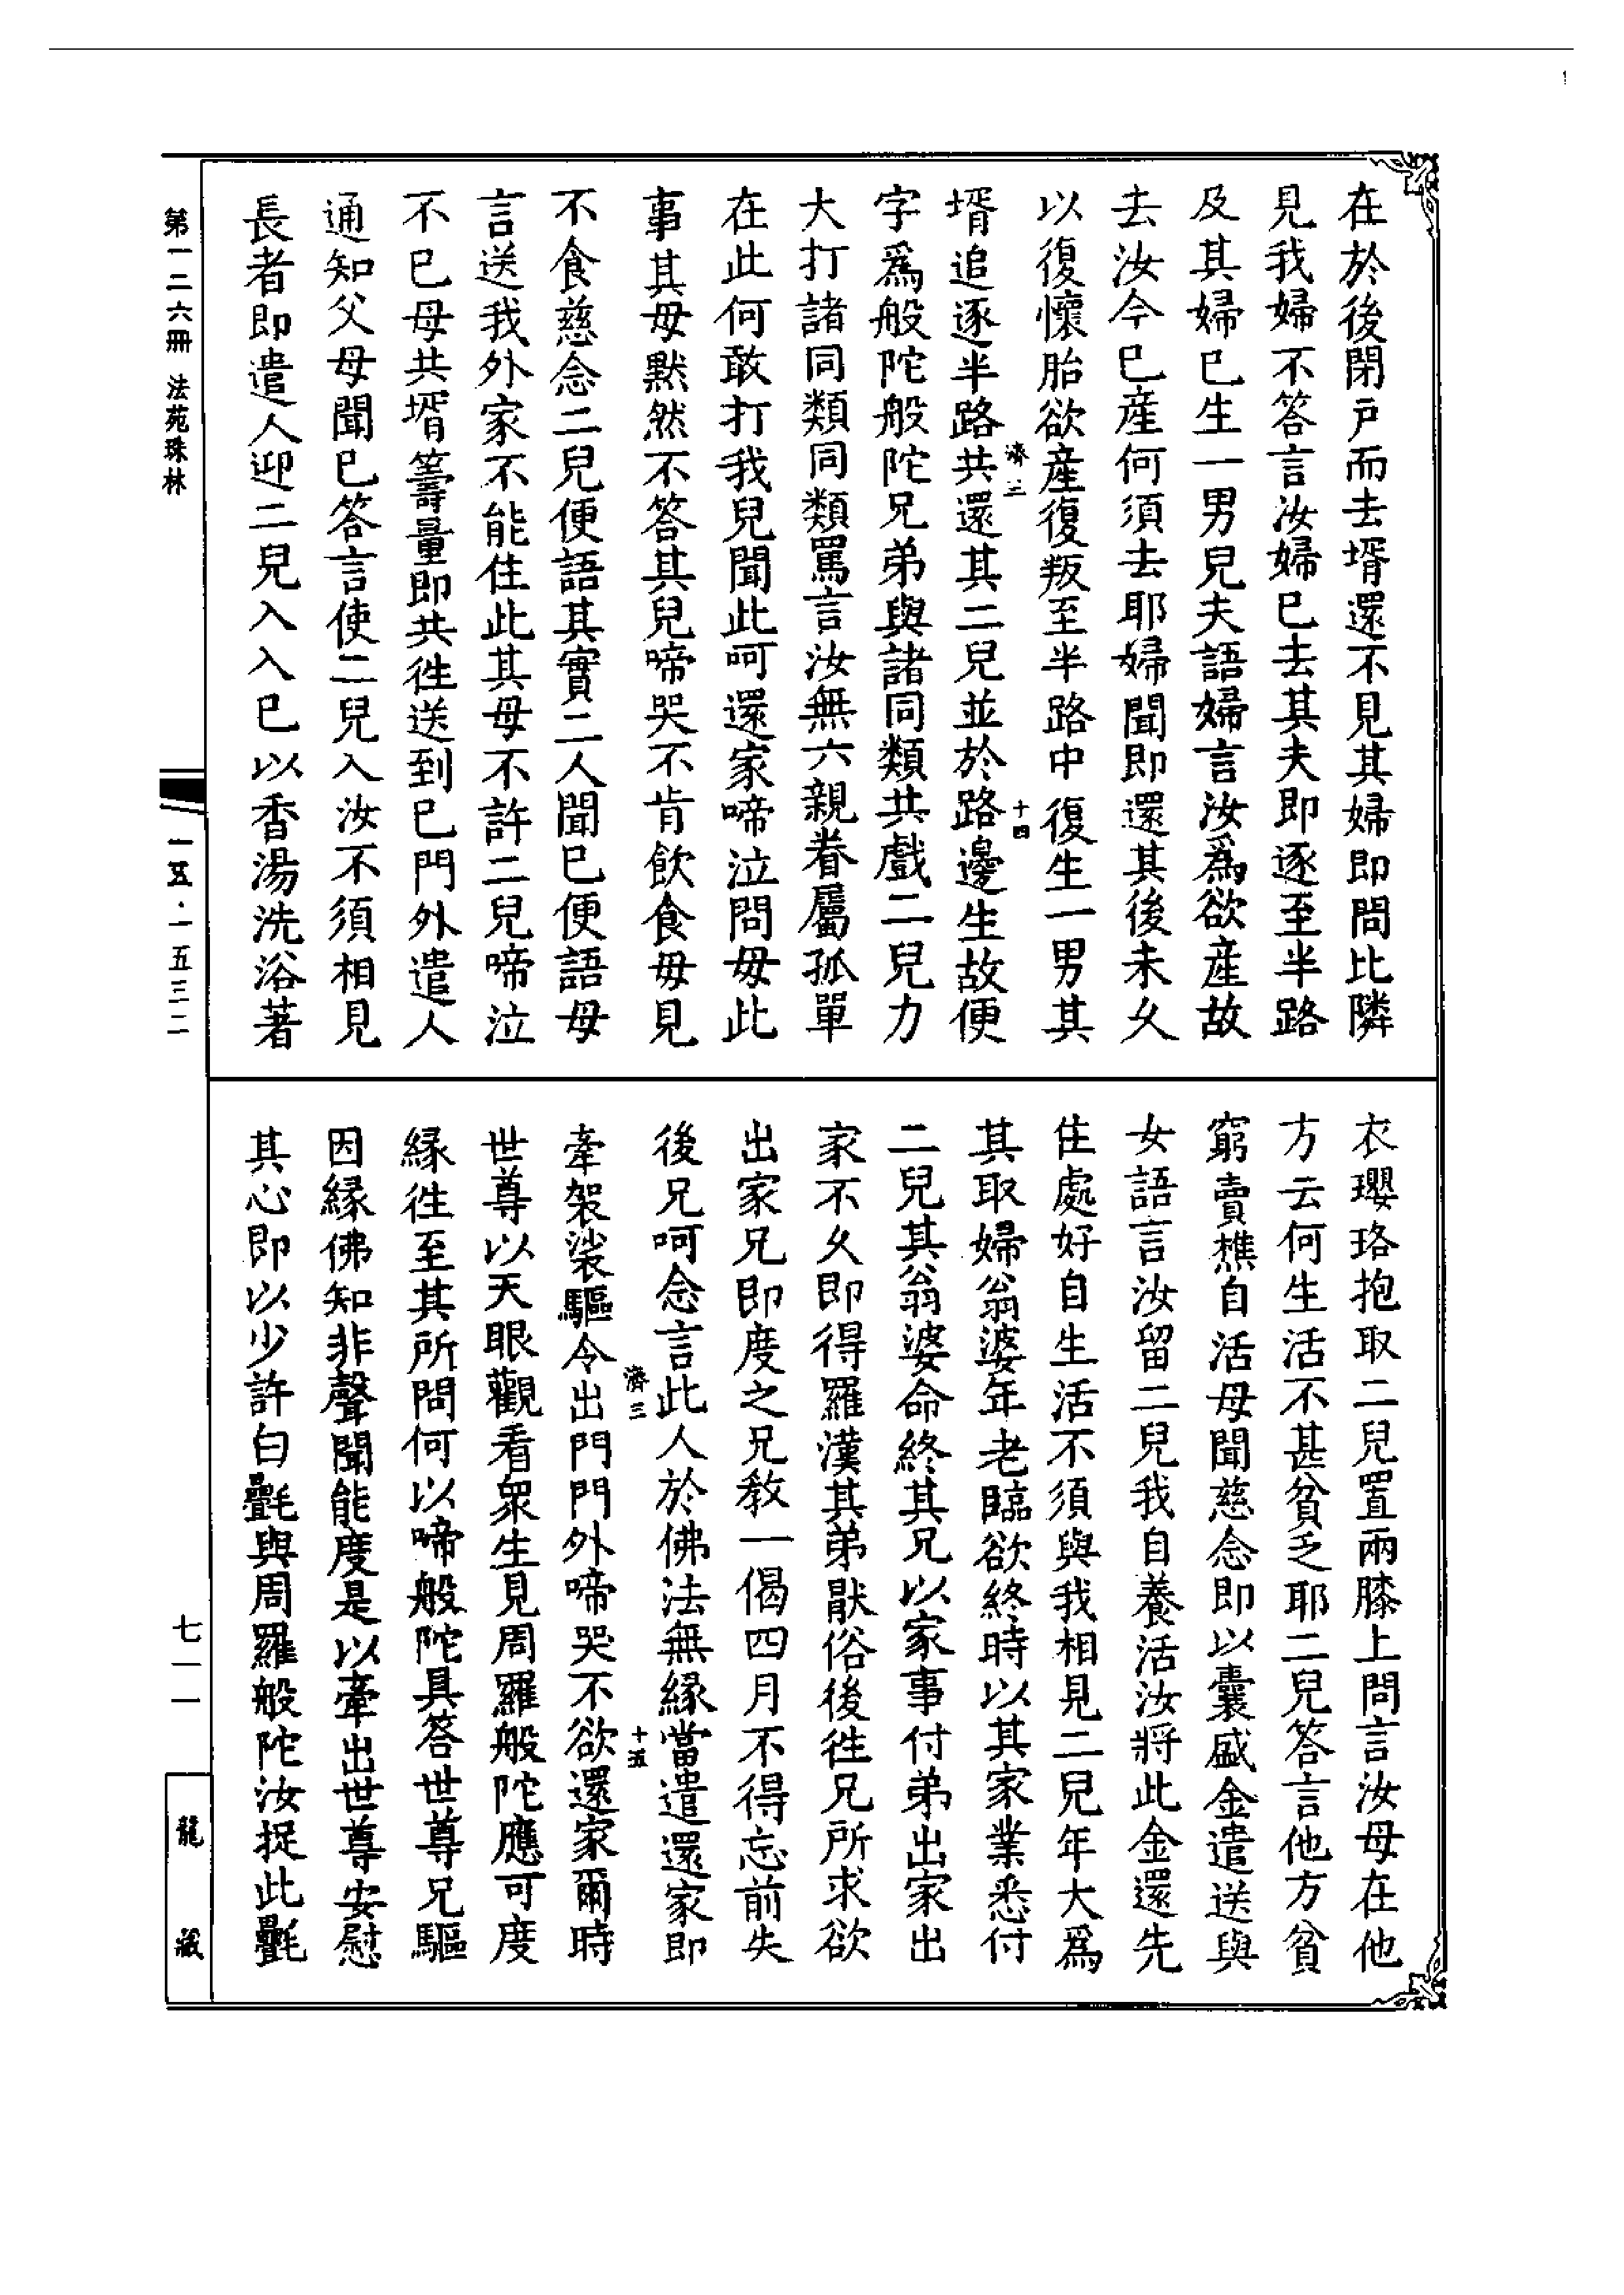 在於後閉戶而去壻還不見其婦即問比隣
見我婦不答言汝婦已去其夫即逐至半路
及其婦已生一男兒夫語婦言汝爲欲産故
去汝今已産何須去耶婦聞即還其後未久
以復懷胎欲産復叛至半路中復生一男其
濟三
十四
壻追逐半路共還其二兒並於路邊生故便
字爲般陀般陀兄弟與諸同類共戲二兒力
大打諸同類同類罵言汝無六親眷屬孤單
在此何敢打我兒聞此呵還家啼泣問母此
事其母默然不答其兒啼哭不肯飲食母見
不食慈念二兒便語其實二人聞已便語母
言送我外家不能住此其母不許二兒啼泣
不已母共壻籌量即共徃送到已門外遣人
通知父母聞已答言使二兒入汝不須相見
長者即遣人迎二兒入入已以香湯洗浴著
衣瓔珞抱取二兒置兩膝上問言汝母在他
方云何生活不甚貧乏耶二兒答言他方貧
窮賣樵自活母聞慈念即以囊盛金遣送與
女語言汝留二兒我自養活汝將此金還先
住處好自生活不須與我相見二兒年大爲
其取婦翁婆年老臨欲終時以其家業悉付
二兒其翁婆命終其兄以家事付弟出家出
家不久即得羅漢其弟猒俗後徃兄所求欲
出家兄即度之兄教一偈四月不得忘前失
後兄呵念言此人於佛法無緣當遣還家即
濟三
十五
牽袈裟驅令出門門外啼哭不欲還家爾時
世尊以天眼觀看衆生見周羅般陀應可度
緣徃至其所問何以啼般陀具答世尊兄驅
因緣佛知非聲聞能度是以牽出世尊安慰
其心即以少許白㲲與周羅般陀汝捉此㲲
第一二六冊 法苑珠林
一五·一五三二
七一一
龍藏